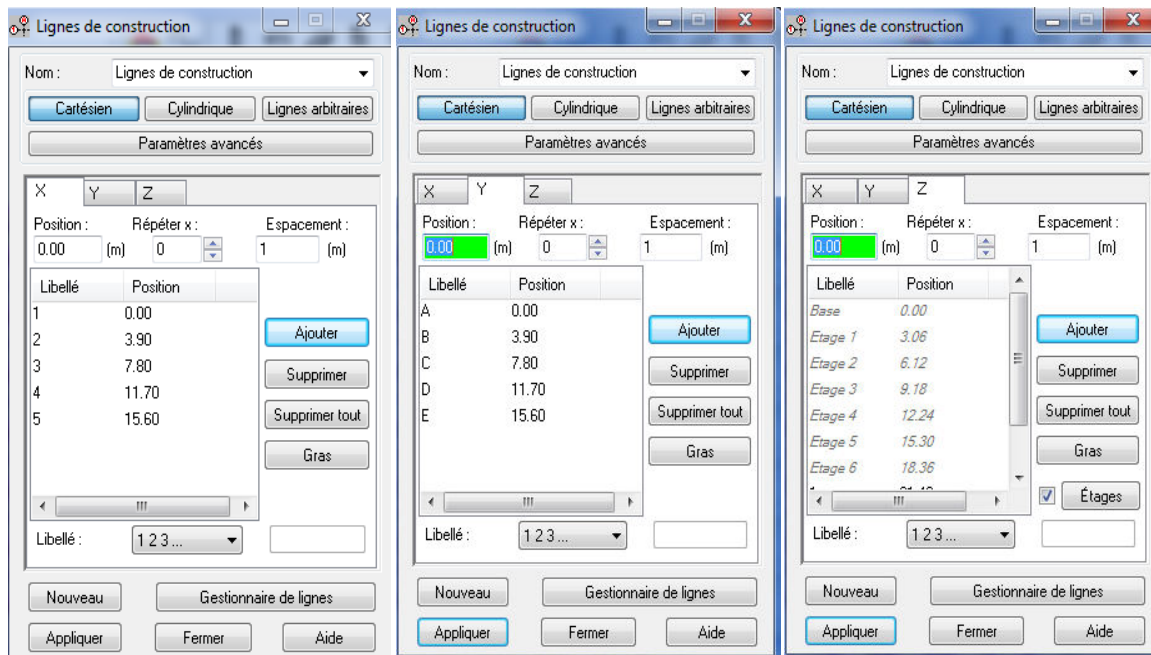 Lignes de construction
Nom : Lignes de construction
Cartésien Cylindrique Lignes arbitraires
Paramètres avancés
X Y Z
Position : Répéter x : Espacement :
0.00 (m) 0 1 (m)
Libellé Position
1 0.00
2 3.90
3 7.80
4 11.70
5 15.60
Ajouter
Supprimer
Supprimer tout
Gras
Libellé : 1 2 3 ...
Nouveau Gestionnaire de lignes
Appliquer Fermer Aide
Lignes de construction
Nom : Lignes de construction
Cartésien Cylindrique Lignes arbitraires
Paramètres avancés
X Y Z
Position : Répéter x : Espacement :
0.00 (m) 0 1 (m)
Libellé Position
A 0.00
B 3.90
C 7.80
D 11.70
E 15.60
Ajouter
Supprimer
Supprimer tout
Gras
Libellé : 1 2 3 ...
Nouveau Gestionnaire de lignes
Appliquer Fermer Aide
Lignes de construction
Nom : Lignes de construction
Cartésien Cylindrique Lignes arbitraires
Paramètres avancés
X Y Z
Position : Répéter x : Espacement :
0.00 (m) 0 1 (m)
Libellé Position
Base 0.00
Etage 1 3.06
Etage 2 6.12
Etage 3 9.18
Etage 4 12.24
Etage 5 15.30
Etage 6 18.36
Ajouter
Supprimer
Supprimer tout
Gras
Étages
Libellé : 1 2 3 ...
Nouveau Gestionnaire de lignes
Appliquer Fermer Aide